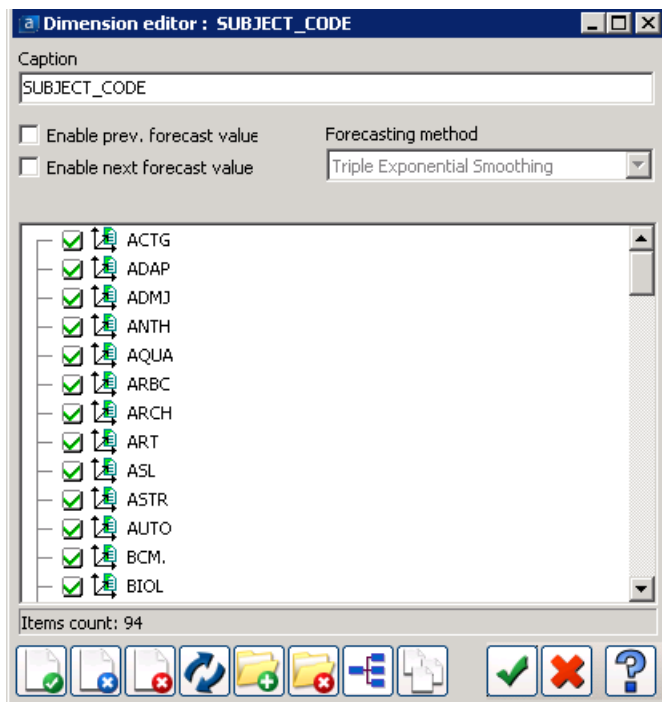 a Dimension editor : SUBJECT_CODE
Caption
SUBJECT_CODE
Enable prev. forecast value
Forecasting method
Enable next forecast value
Triple Exponential Smoothing
ACTG
ADAP
ADMJ
ANTH
AQUA
ARBC
ARCH
ART
ASL
ASTR
AUTO
BCM.
BIOL
Items count: 94
?